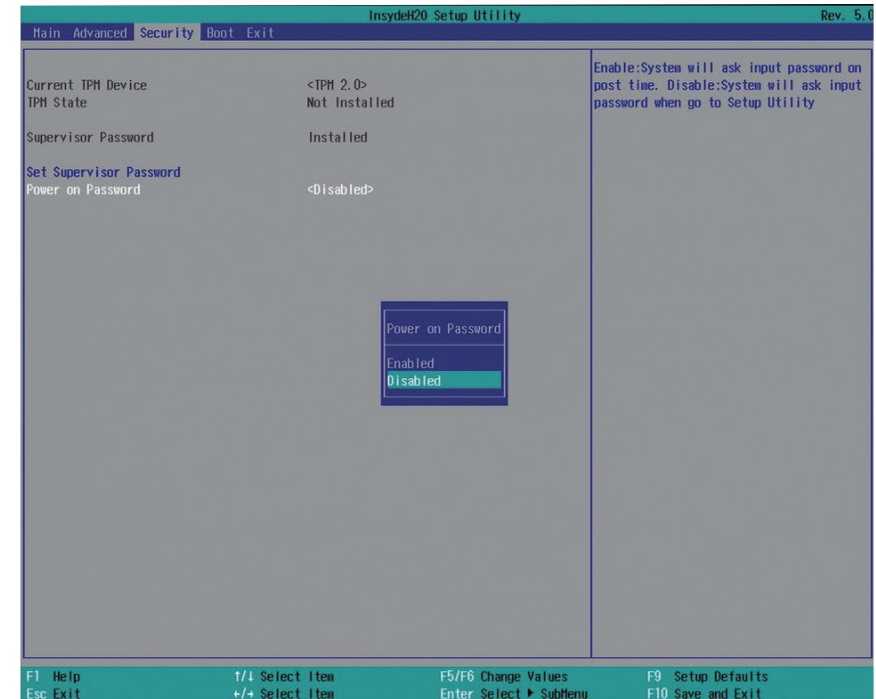 InsydeH20 Setup Utility Rev. 5.0
Main Advanced Security Boot Exit
Current TPM Device <TPM 2.0>
TPM State Not Installed
Supervisor Password Installed
Set Supervisor Password
Power on Password <Disabled>
Enable:System will ask input password on
post time. Disable:System will ask input
password when go to Setup Utility
Power on Password
Enabled
Disabled
F1 Help ↑/↓ Select Item F5/F6 Change Values F9 Setup Defaults
Esc Exit ←/→ Select Item Enter Select ▶ SubMenu F10 Save and Exit